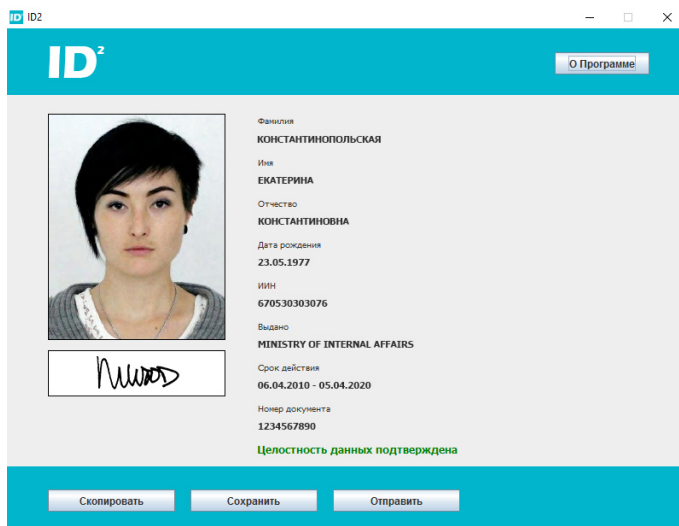 ID2
ID²
О Программе
Фамилия
КОНСТАНТИНОПОЛЬСКАЯ
Имя
ЕКАТЕРИНА
Отчество
КОНСТАНТИНОВНА
Дата рождения
23.05.1977
ИИН
670530303076
Выдано
MINISTRY OF INTERNAL AFFAIRS
Срок действия
06.04.2010 - 05.04.2020
Номер документа
1234567890
Целостность данных подтверждена
Скопировать
Сохранить
Отправить